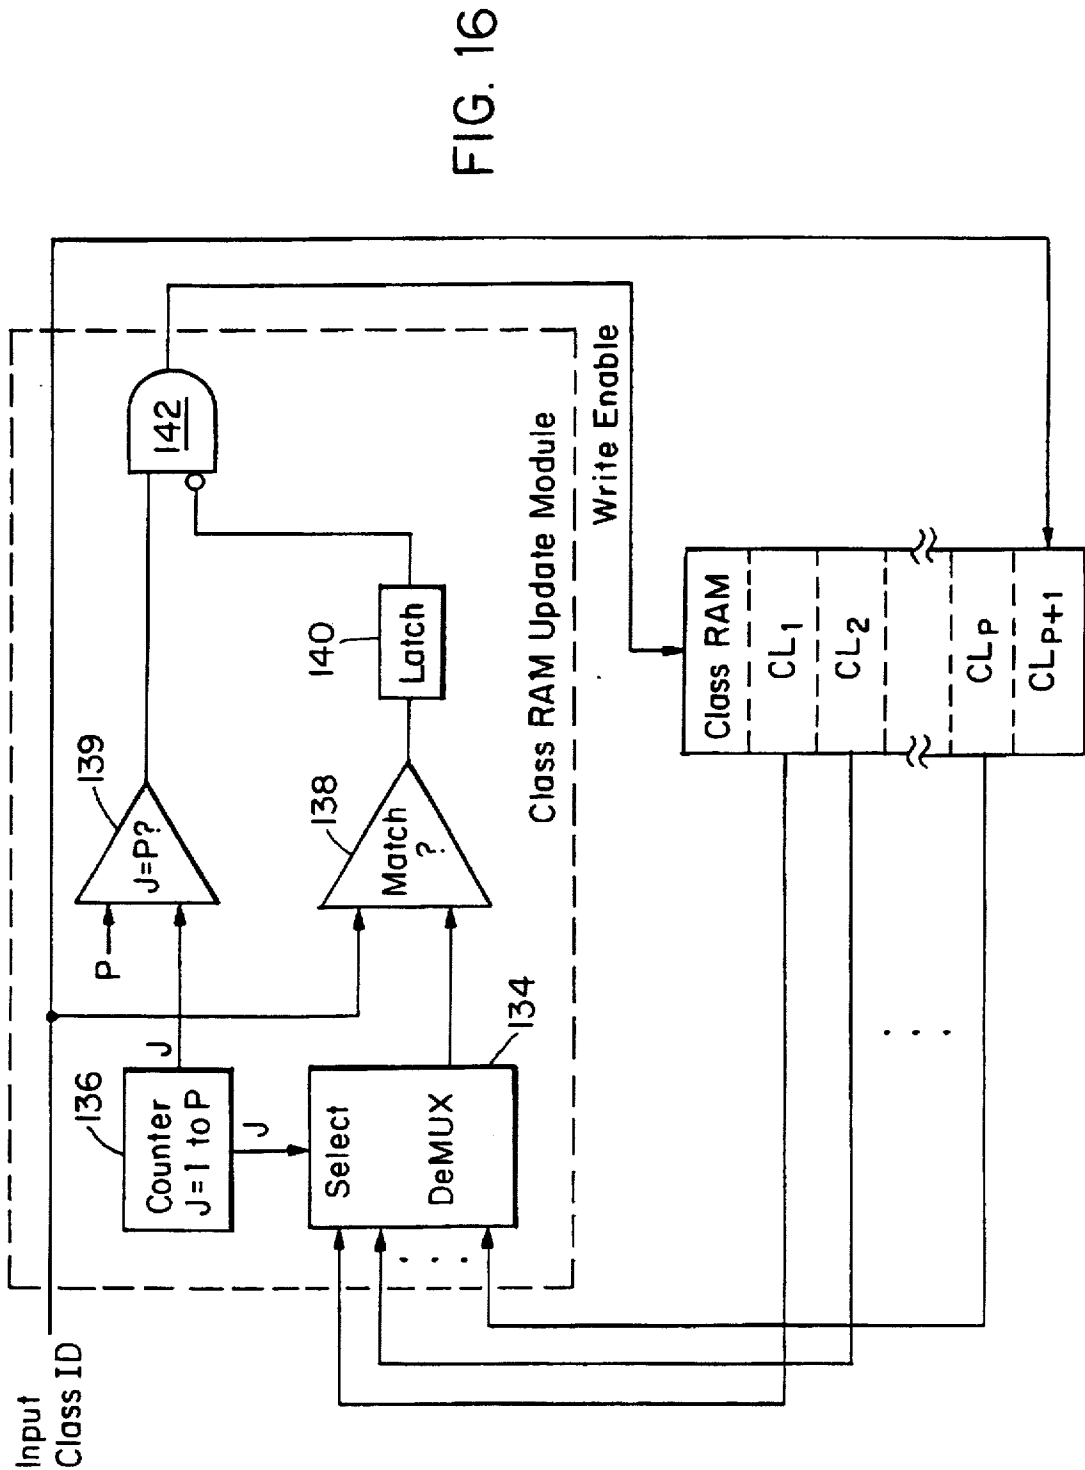 Input
Class ID
136
Counter
J=1 to P
J
J
P
J=P?
139
142
Select
DeMUX
134
Match
?
138
Latch
140
Class RAM Update Module
Write Enable
Class RAM
CL1
CL2
CLP
CLP+1
. . .
. . .
FIG. 16